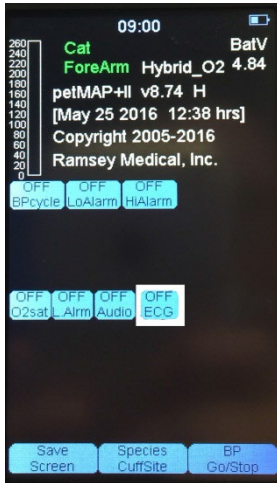 09:00
260
240
220
200
180
160
140
120
100
80
60
40
20
0
Cat BatV
ForeArm Hybrid_O2 4.84
petMAP+II v8.74 H
[May 25 2016 12:38 hrs]
Copyright 2005-2016
Ramsey Medical, Inc.
OFF OFF OFF
BPcycle LoAlarm HiAlarm
OFF OFF OFF OFF
O2sat L.Alrm Audio ECG
Save Species BP
Screen CuffSite Go/Stop